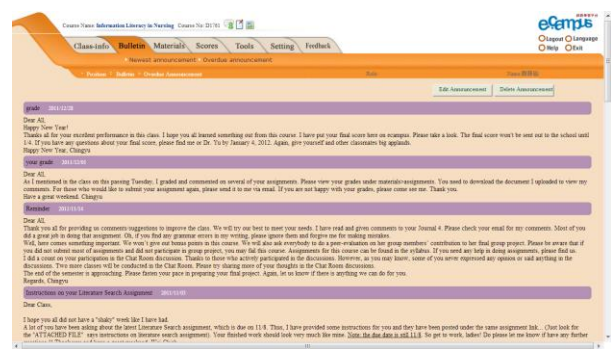 Course Name Information Literacy in Nursing Course No D1781
eCampus
Logout Language
Help Exit
Class-info Bulletin Materials Scores Tools Setting Feedback
Newest announcement Overdue announcement
Position Bulletin Overdue Announcement Role
Edit Announcement Delete Announcement
grade 2011/12/28
Dear All,
Happy New Year!
Thanks all for your excellent performance in this class. I hope you all learned something out from this course. I have put your final score here on ecampus. Please take a look. The final score won't be sent out to the school until
1/4. If you have any questions about your final score, please find me or Dr. Yu by January 4, 2012. Again, give yourself and other classmates big applands.
Happy New Year, Chingyu
your grade
Dear All,
As I mentioned in the class on this passing Tuesday, I graded and commented on several of your assignments. Please view your grades under materials>assignments. You need to download the document I uploaded to view my
comments. For those who would like to submit your assignment again, please send it to me via email. If you are not happy with your grades, please come see me. Thank you.
Have a great weekend. Chingyu
Reminder 2011/11/14
Dear All,
Thank you all for providing us comments/suggestions to improve the class. We will try our best to meet your needs. I have read and given comments to your Journal 4. Please check your email for my comments. Most of you
did a great job in doing that assignment. Oh, if you find any grammar errors in my writing, please ignore them and forgive me for making mistakes.
Well, here comes something important. We won't give out bonus points in this course. We will also ask everybody to do a peer-evaluation on her group members' contribution to her final group project. Please be aware that if
you did not submit most of assignments and did not participate in group project, you may fail this course. Assignments for this course can be found in the syllabus. If you need any help in doing assignments, please find us.
I did a count on your participation in the Chat Room discussion. Thanks to those who actively participated in the discussions. However, as you may know, some of you never expressed any opinion or said anything in the
discussions. Two more classes will be conducted in the Chat Room. Please try sharing more of your thoughts in the Chat Room discussions.
The end of the semester is approaching. Please fasten your pace in preparing your final project. Again, let us know if there is anything we can do for you.
Regards, Chingyu
Instructions on your Literature Search Assignment 2011/11/03
Dear Class,
I hope you all did not have a "shaky" week like I have had.
A lot of you have been asking about the latest Literature Search assignment, which is due on 11/8. Thus, I have provided some instructions for you and they have been posted under the same assignment link... (Just look for
the "ATTACHED FILE" says instructions on literature search assignment). Your finished work should look very much like mine. Note: the due date is still 11/8. So get to work, ladies! Do please let me know if you have any further